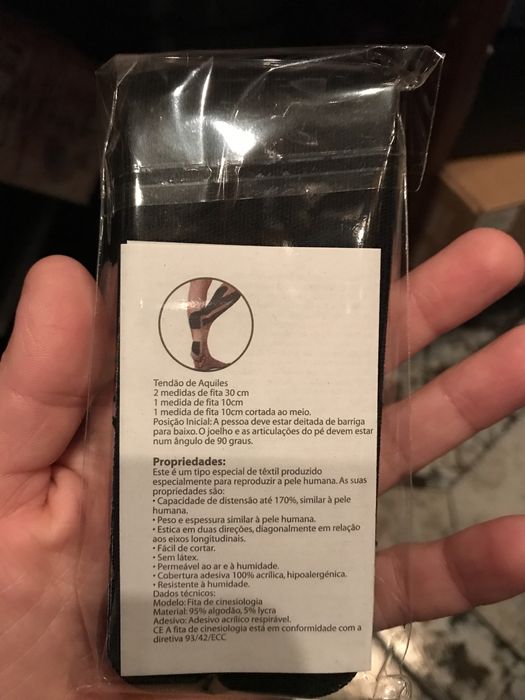 Tendão de Aquiles
2 medidas de fita 30 cm
1 medida de fita 10cm
1 medida de fita 10cm cortada ao meio.
Posição Inicial: A pessoa deve estar deitada de barriga
para baixo. O joelho e as articulações do pé devem estar
num ângulo de 90 graus.
Propriedades:
Este é um tipo especial de têxtil produzido
especialmente para reproduzir a pele humana. As suas
propriedades são:
• Capacidade de distensão até 170%, similar à pele
humana.
• Peso e espessura similar à pele humana.
• Estica em duas direções, diagonalmente em relação
aos eixos longitudinais.
• Fácil de cortar.
• Sem látex.
• Permeável ao ar e à humidade.
• Cobertura adesiva 100% acrílica, hipoalergénica.
• Resistente à humidade.
Dados técnicos:
Modelo: Fita de cinesiologia
Material: 95% algodão, 5% lycra
Adesivo: Adesivo acrílico respirável.
CE A fita de cinesiologia está em conformidade com a
diretiva 93/42/ECC